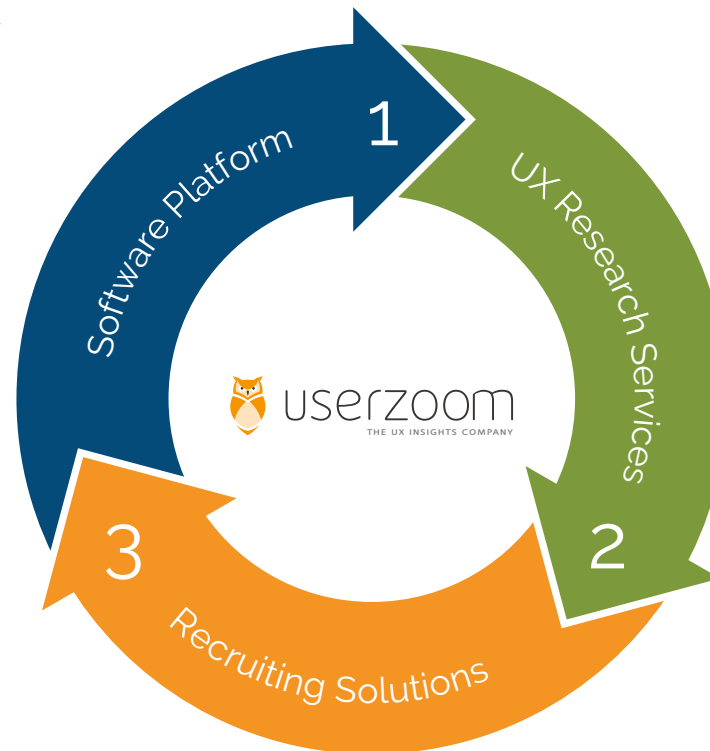 1
Software Platform
UX Research Services
2
3
Recruiting Solutions
userzoom
THE UX INSIGHTS COMPANY